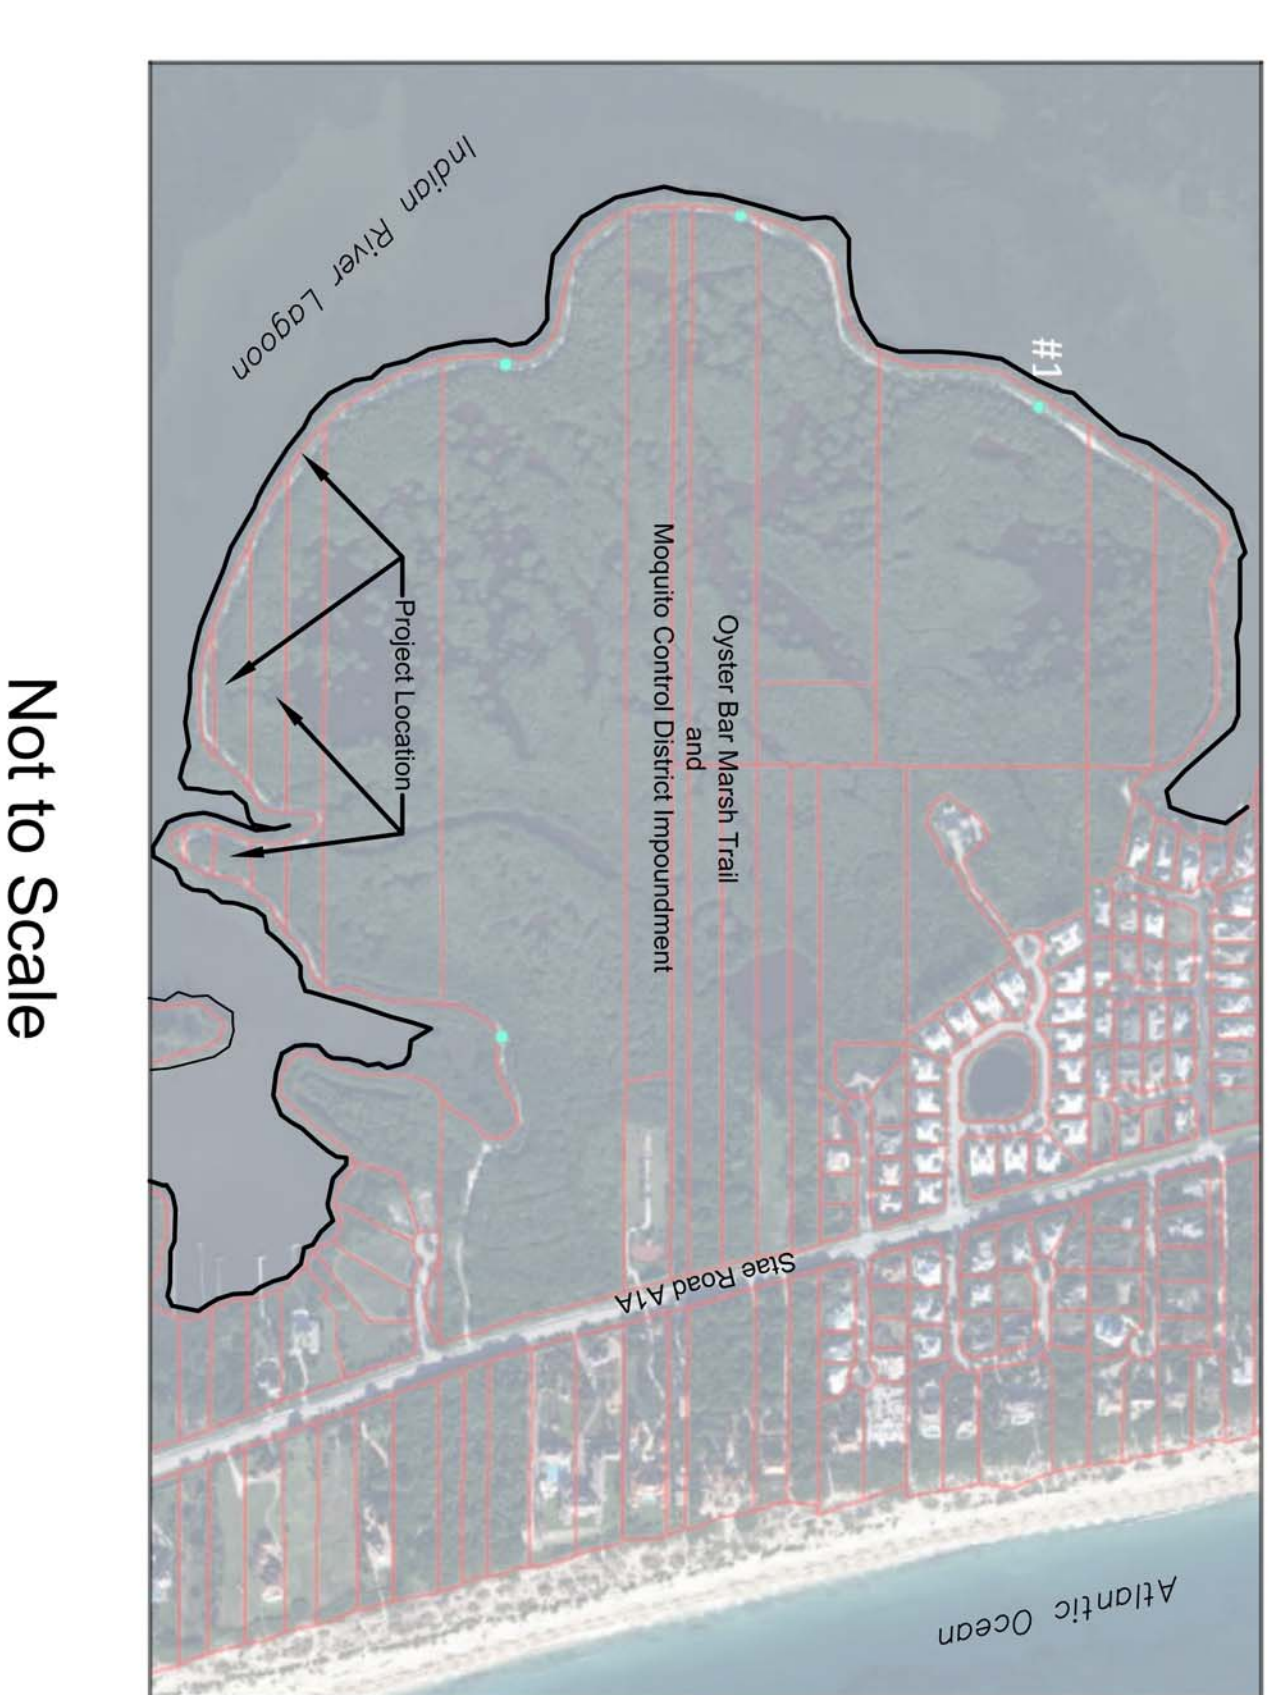 Indian River Lagoon
#1
Oyster Bar Marsh Trail
and
Moquito Control District Impoundment
Project Location
Stae Road A1A
Atlantic Ocean
Not to Scale